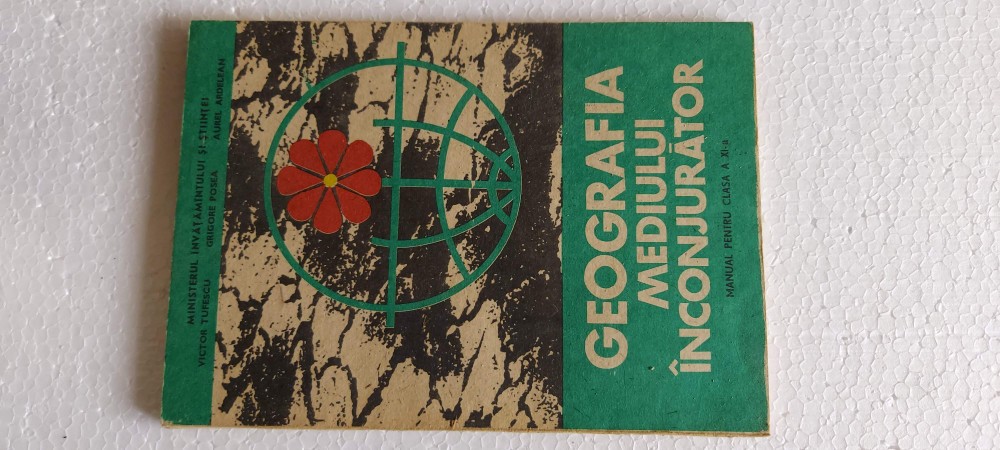 MINISTERUL ÎNVĂȚĂMÎNTULUI ȘI ȘTIINȚEI
VICTOR TUFESCU GRIGORE POSEA AUREL ARDELEAN
GEOGRAFIA
MEDIULUI
ÎNCONJURĂTOR
MANUAL PENTRU CLASA A XI-a